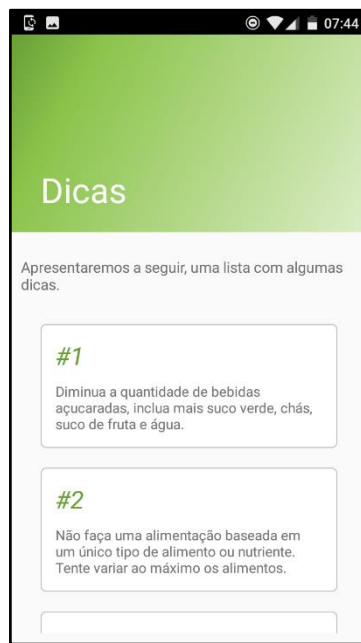 07:44
Dicas
Apresentaremos a seguir, uma lista com algumas
dicas.
#1
Diminua a quantidade de bebidas
açucaradas, inclua mais suco verde, chás,
suco de fruta e água.
#2
Não faça uma alimentação baseada em
um único tipo de alimento ou nutriente.
Tente variar ao máximo os alimentos.